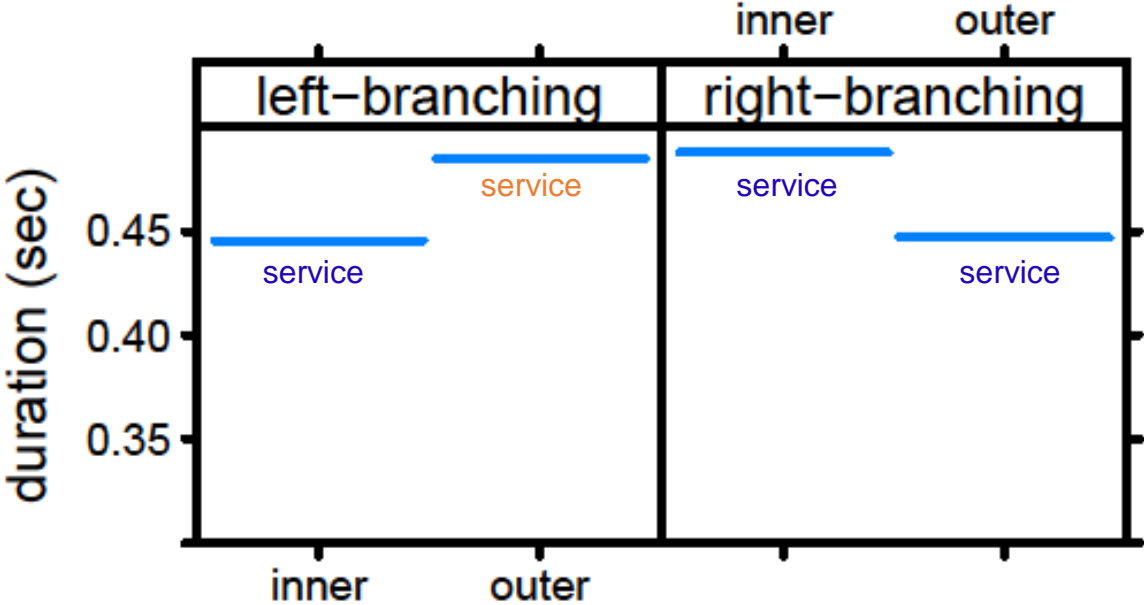 inner outer
left−branching right−branching
duration (sec)
service service
0.45
service service
0.40
0.35
inner outer